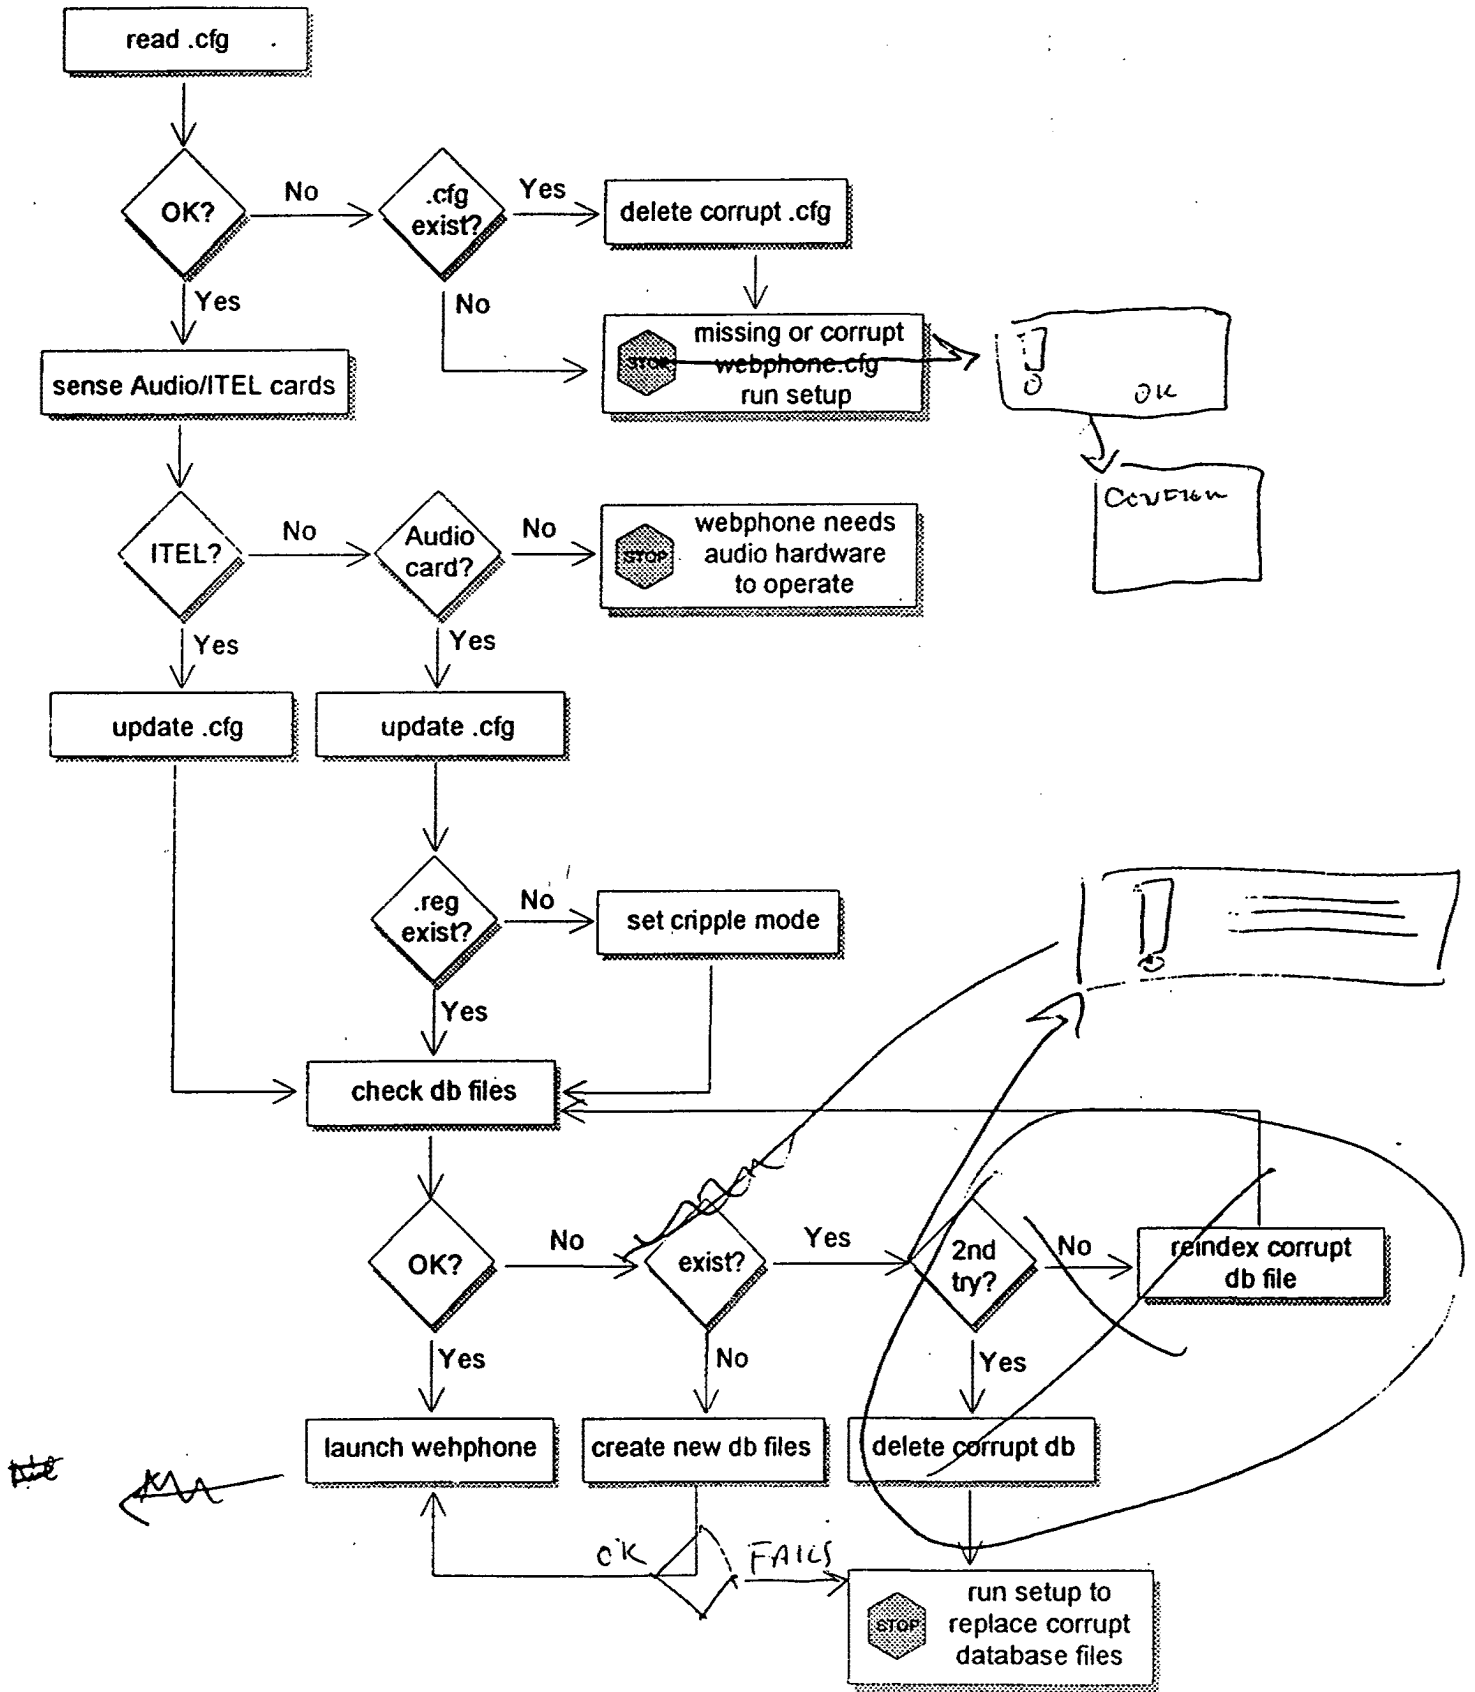 read .cfg
OK?
No
.cfg
exist?
Yes
delete corrupt .cfg
Yes
No
sense Audio/ITEL cards
STOP
missing or corrupt
webphone.cfg
run setup
OK
ITEL?
No
Audio
card?
No
STOP
webphone needs
audio hardware
to operate
Yes
Yes
update .cfg
update .cfg
.reg
exist?
No
set cripple mode
Yes
check db files
OK?
No
exist?
Yes
2nd
try?
No
reindex corrupt
db file
Yes
No
Yes
launch wehphone
create new db files
delete corrupt db
OK
FAILS
STOP
run setup to
replace corrupt
database files